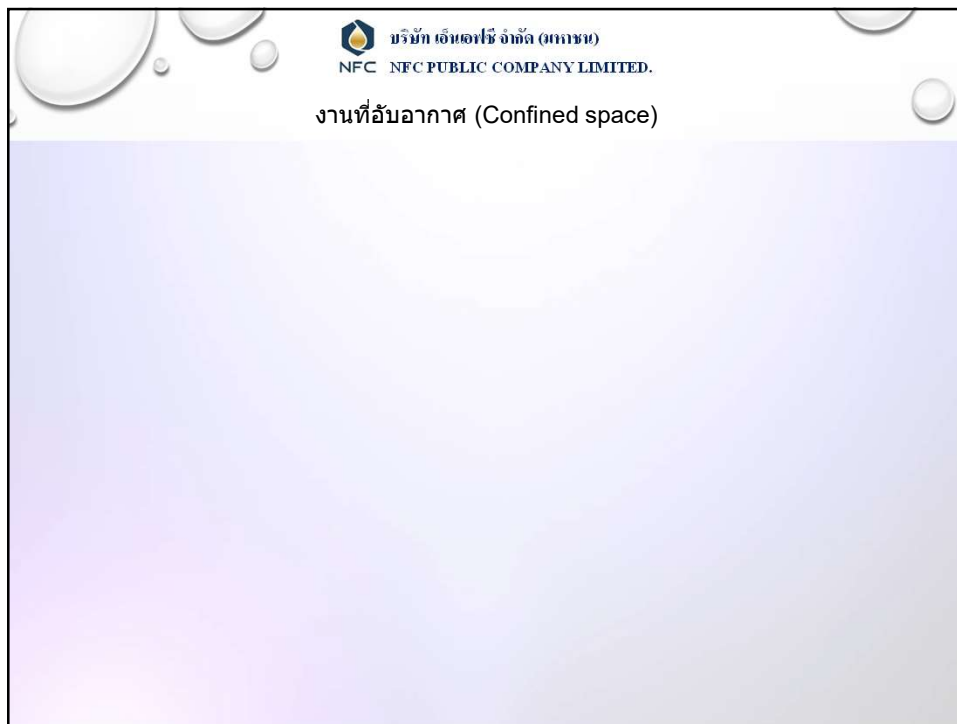 บริษัท เอ็นเอฟซี จำกัด (มหาชน)
NFC NFC PUBLIC COMPANY LIMITED.
งานที่อับอากาศ (Confined space)